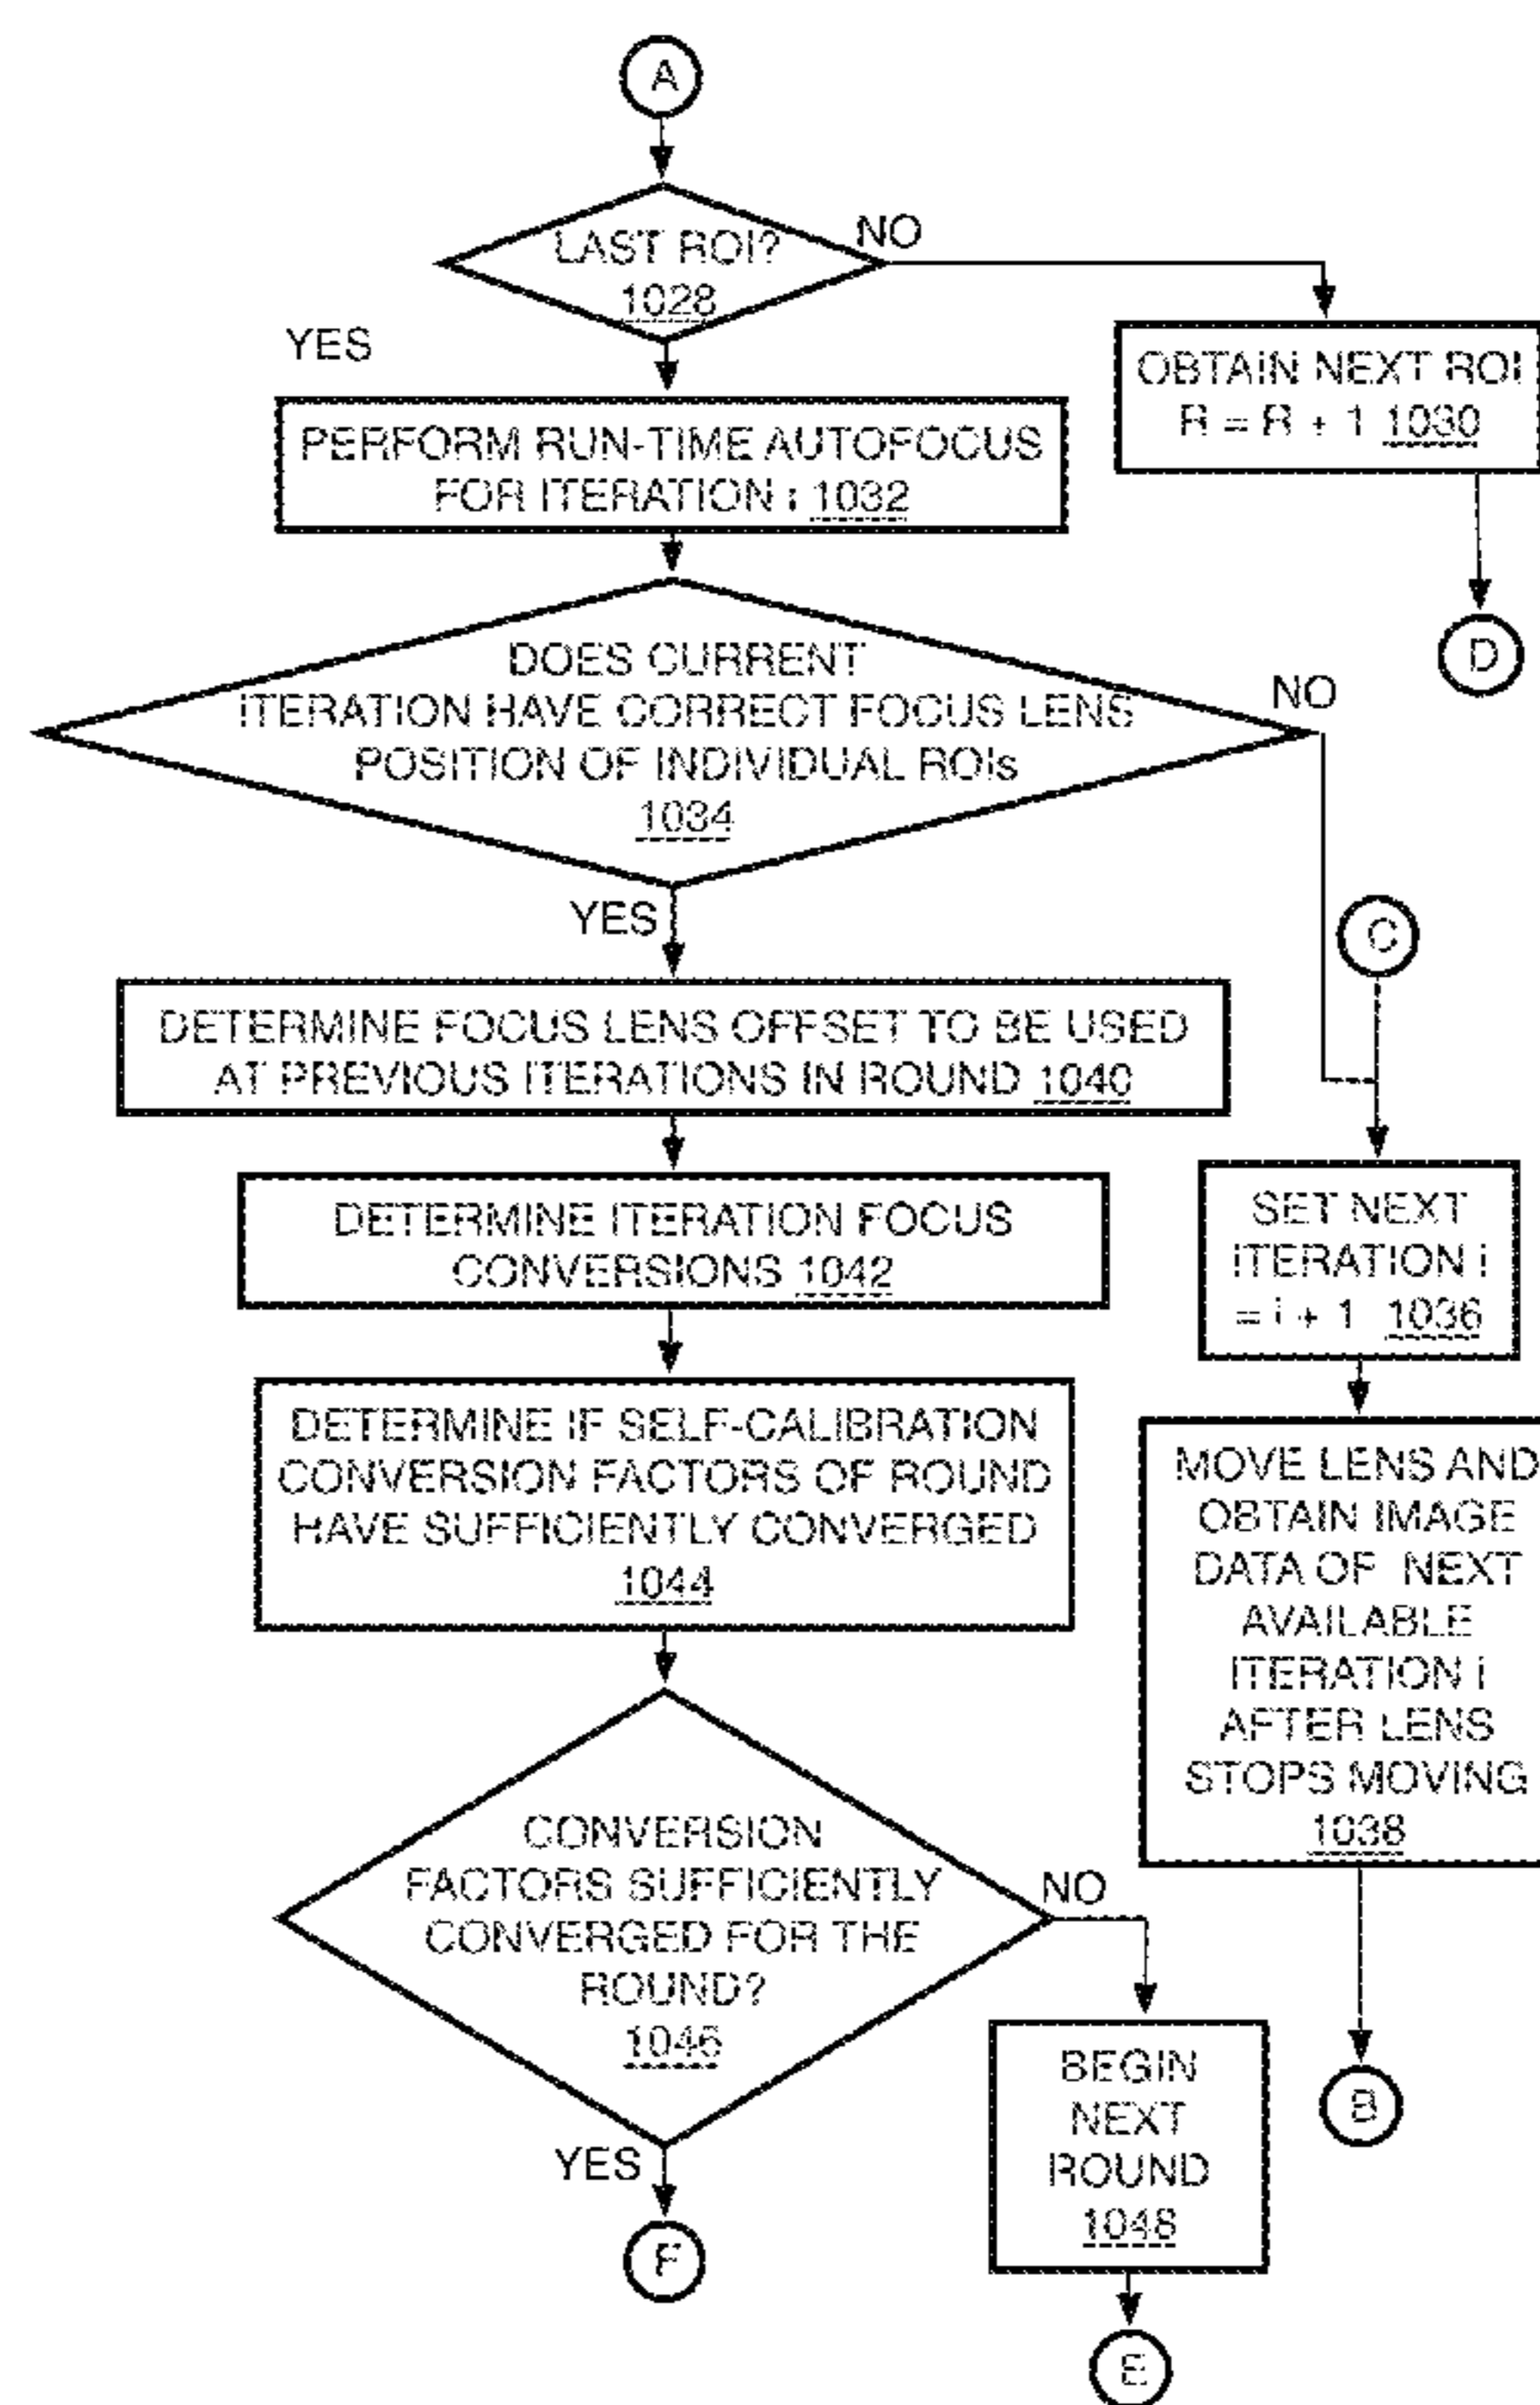 A
LAST ROI?
1028
NO
YES
OBTAIN NEXT ROI
R = R + 1 1030
D
PERFORM RUN-TIME AUTOFOCUS
FOR ITERATION i 1032
DOES CURRENT
ITERATION HAVE CORRECT FOCUS LENS
POSITION OF INDIVIDUAL ROIs
1034
NO
YES
C
DETERMINE FOCUS LENS OFFSET TO BE USED
AT PREVIOUS ITERATIONS IN ROUND 1040
DETERMINE ITERATION FOCUS
CONVERSIONS 1042
SET NEXT
ITERATION i
= i + 1 1036
DETERMINE IF SELF-CALIBRATION
CONVERSION FACTORS OF ROUND
HAVE SUFFICIENTLY CONVERGED
1044
MOVE LENS AND
OBTAIN IMAGE
DATA OF NEXT
AVAILABLE
ITERATION i
AFTER LENS
STOPS MOVING
1038
CONVERSION
FACTORS SUFFICIENTLY
CONVERGED FOR THE
ROUND?
1046
NO
YES
BEGIN
NEXT
ROUND
1048
B
F
E